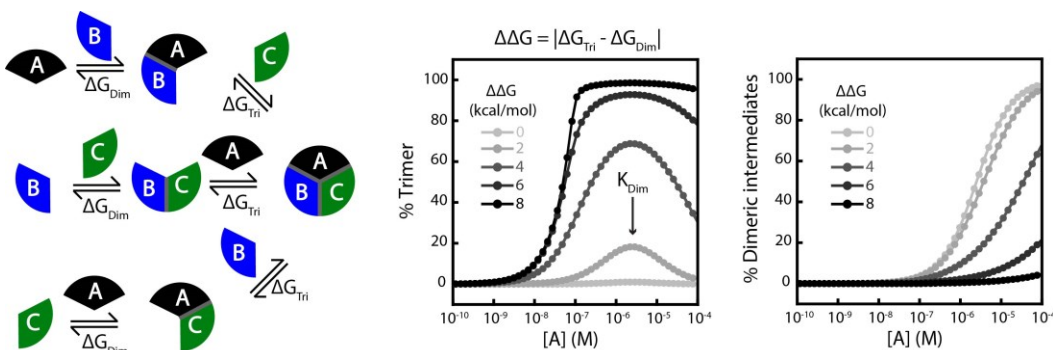 A
B
ΔG_Dim
A
B
C
ΔG_Tri
B
C
ΔG_Dim
B
C
A
ΔG_Tri
A
B
C
B
ΔG_Tri
C
A
ΔG_Dim
A
C
ΔΔG = |ΔG_Tri - ΔG_Dim|
% Trimer
100
80
60
40
20
0
ΔΔG
(kcal/mol)
0
2
4
6
8
K_Dim
10^-10
10^-9
10^-8
10^-7
10^-6
10^-5
10^-4
[A] (M)
% Dimeric intermediates
100
80
60
40
20
0
ΔΔG
(kcal/mol)
0
2
4
6
8
10^-10
10^-9
10^-8
10^-7
10^-6
10^-5
10^-4
[A] (M)